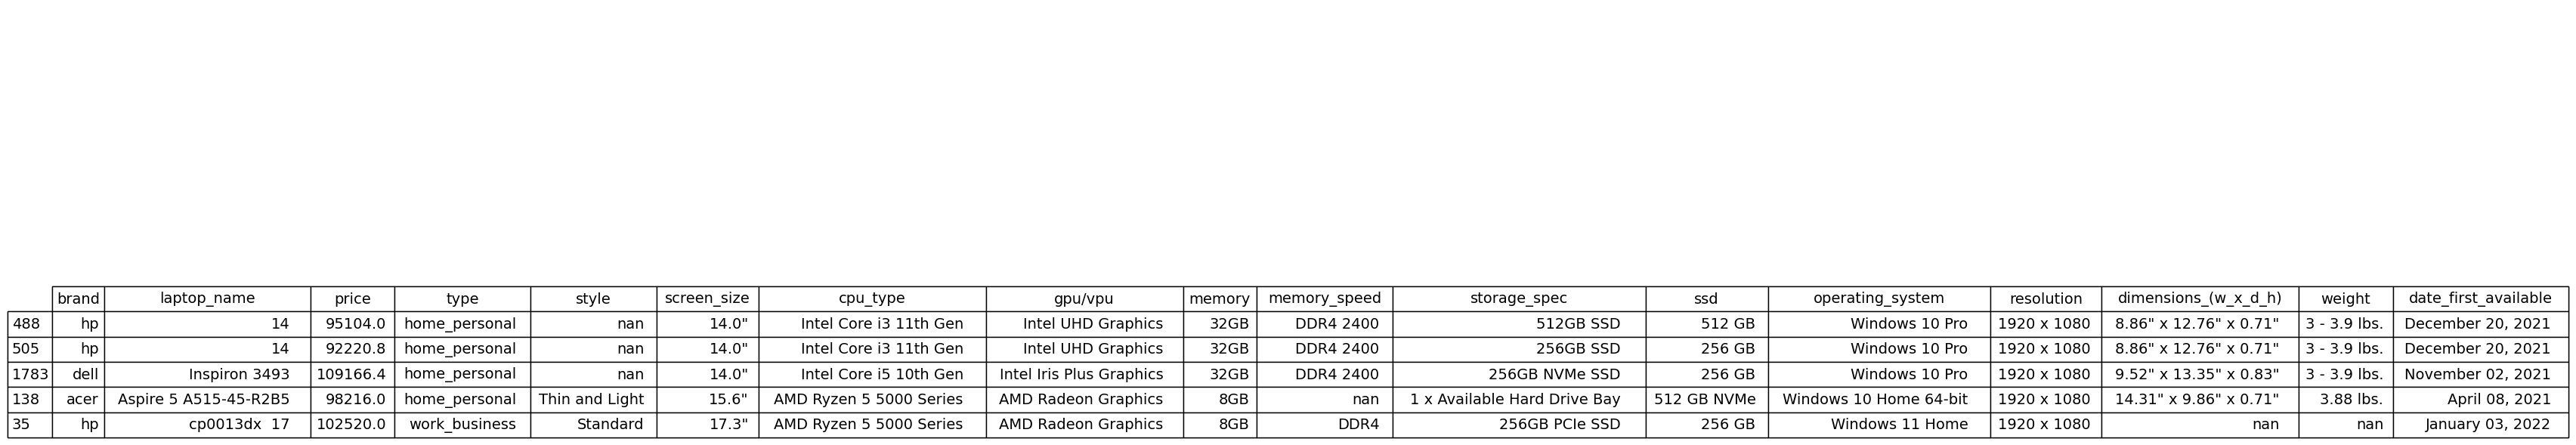 brand laptop_name price type style screen_size cpu_type gpu/vpu memory memory_speed storage_spec ssd operating_system resolution dimensions_(w_x_d_h) weight date_first_available
488 hp 14 95104.0 home_personal nan 14.0" Intel Core i3 11th Gen Intel UHD Graphics 32GB DDR4 2400 512GB SSD 512 GB Windows 10 Pro 1920 x 1080 8.86" x 12.76" x 0.71" 3 - 3.9 lbs. December 20, 2021
505 hp 14 92220.8 home_personal nan 14.0" Intel Core i3 11th Gen Intel UHD Graphics 32GB DDR4 2400 256GB SSD 256 GB Windows 10 Pro 1920 x 1080 8.86" x 12.76" x 0.71" 3 - 3.9 lbs. December 20, 2021
1783 dell Inspiron 3493 109166.4 home_personal nan 14.0" Intel Core i5 10th Gen Intel Iris Plus Graphics 32GB DDR4 2400 256GB NVMe SSD 256 GB Windows 10 Pro 1920 x 1080 9.52" x 13.35" x 0.83" 3 - 3.9 lbs. November 02, 2021
138 acer Aspire 5 A515-45-R2B5 98216.0 home_personal Thin and Light 15.6" AMD Ryzen 5 5000 Series AMD Radeon Graphics 8GB nan 1 x Available Hard Drive Bay 512 GB NVMe Windows 10 Home 64-bit 1920 x 1080 14.31" x 9.86" x 0.71" 3.88 lbs. April 08, 2021
35 hp cp0013dx  17 102520.0 work_business Standard 17.3" AMD Ryzen 5 5000 Series AMD Radeon Graphics 8GB DDR4 256GB PCIe SSD 256 GB Windows 11 Home 1920 x 1080 nan nan January 03, 2022